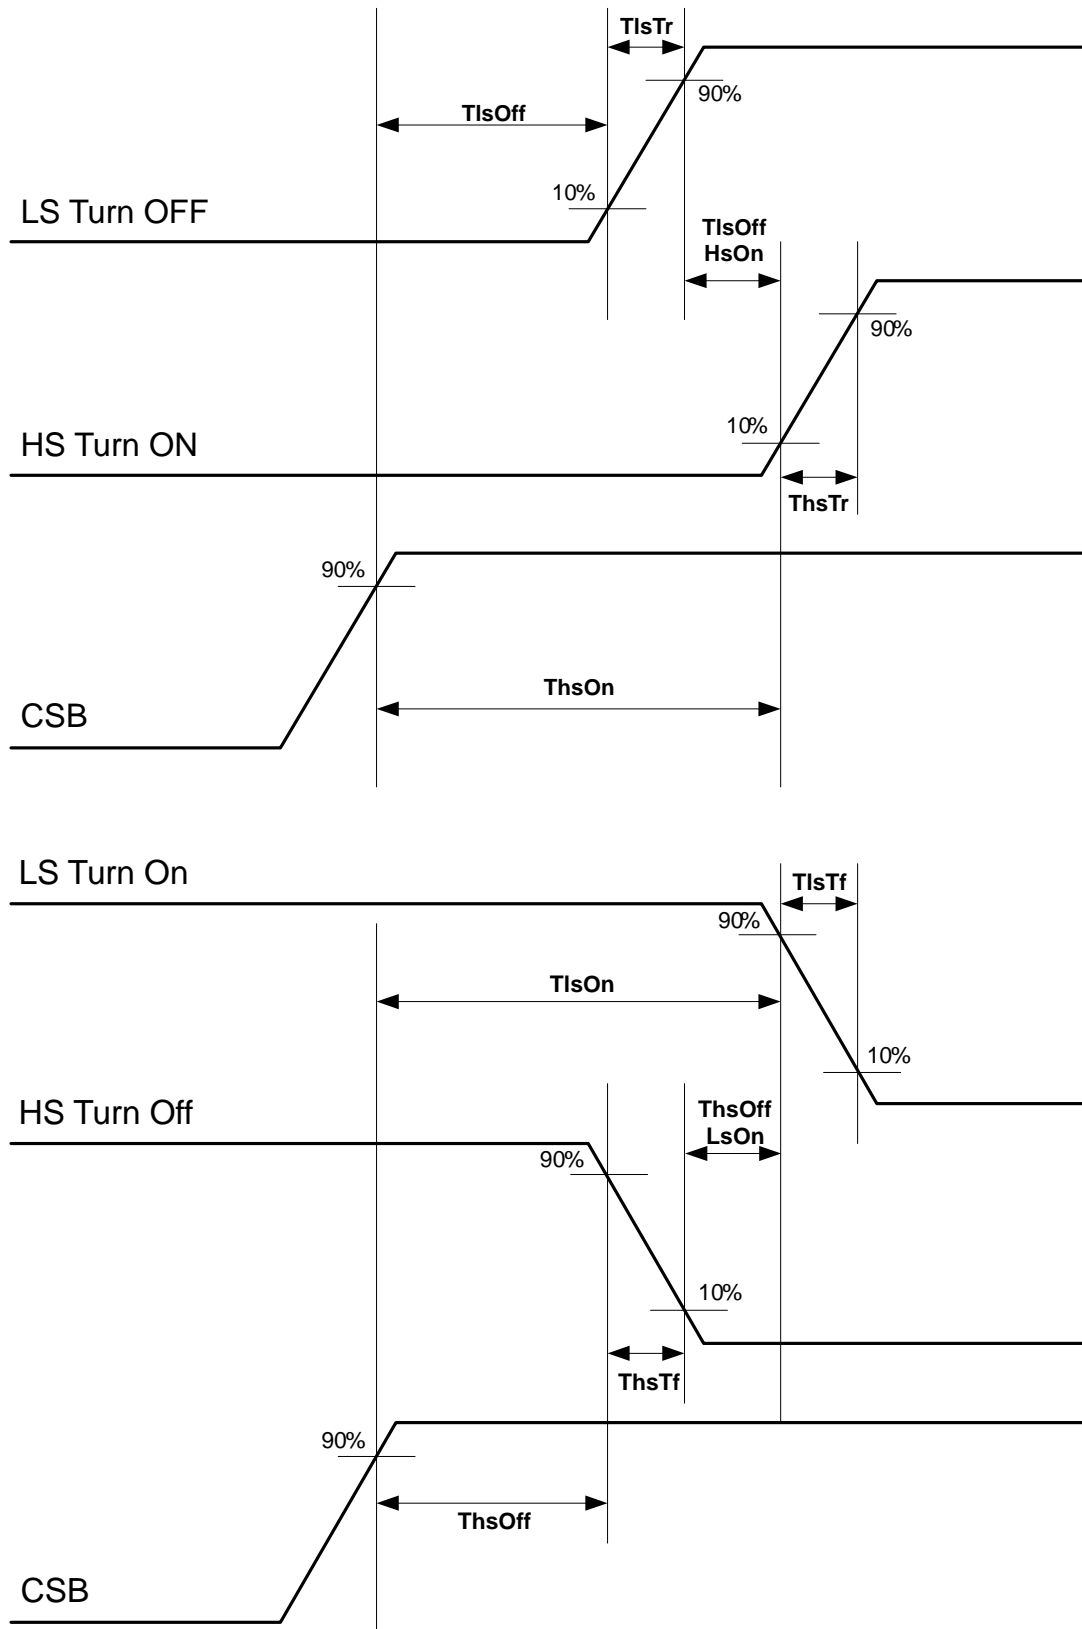 TlsTr
90%
TlsOff
10%
LS Turn OFF
TlsOff
HsOn
90%
10%
HS Turn ON
ThsTr
90%
ThsOn
CSB
LS Turn On
TlsTf
90%
TlsOn
10%
HS Turn Off
ThsOff
LsOn
90%
10%
ThsTf
90%
ThsOff
CSB